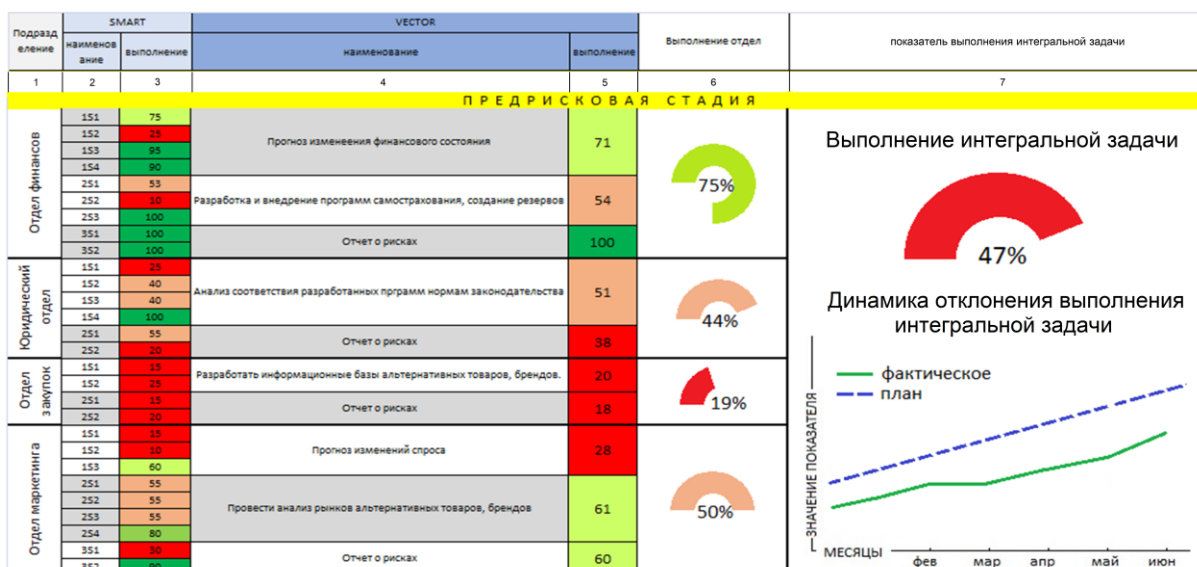 Подразд
еление
SMART
VECTOR
Выполнение отдел
показатель выполнения интегральной задачи
наименов
ание
выполнение
наименование
выполнение
1 2 3 4 5 6 7
ПРЕДРИСКОВАЯ СТАДИЯ
Отдел финансов
1S1 75
1S2 25
1S3 95
1S4 90
Прогноз изменеения финансового состояния
71
2S1 53
2S2 10
2S3 100
Разработка и внедрение программ самострахования, создание резервов
54
3S1 100
3S2 100
Отчет о рисках
100
75%
Юридический
отдел
1S1 25
1S2 40
1S3 40
1S4 100
Анализ соответствия разработанных прграмм нормам законодательства
51
2S1 55
2S2 20
Отчет о рисках
38
44%
Отдел
закупок
1S1 15
1S2 25
Разработать информационные базы альтернативных товаров, брендов.
20
2S1 15
2S2 20
Отчет о рисках
18
19%
Отдел маркетинга
1S1 15
1S2 10
1S3 60
Прогноз изменений спроса
28
2S1 55
2S2 55
2S3 55
2S4 80
Провести анализ рынков альтернативных товаров, брендов
61
3S1 30
3S2 90
Отчет о рисках
60
50%
Выполнение интегральной задачи
47%
Динамика отклонения выполнения
интегральной задачи
фактическое
план
ЗНАЧЕНИЕ ПОКАЗАТЕЛЯ
МЕСЯЦЫ
фев мар апр май июн